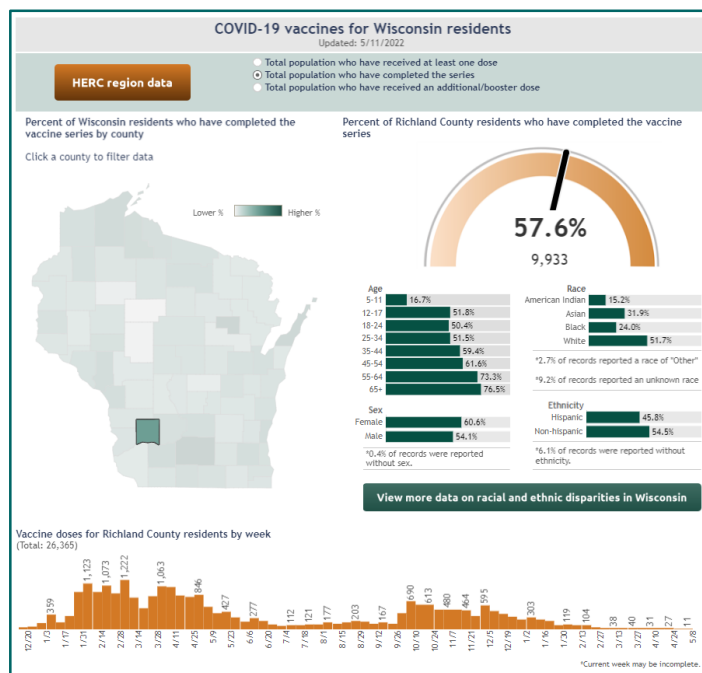 COVID-19 vaccines for Wisconsin residents
Updated: 5/11/2022
HERC region data
Total population who have received at least one dose
Total population who have completed the series
Total population who have received an additional/booster dose
Percent of Wisconsin residents who have completed the
vaccine series by county
Click a county to filter data
Lower % Higher %
Percent of Richland County residents who have completed the vaccine
series
57.6%
9,933
Age
5-11 16.7%
12-17 51.8%
18-24 50.4%
25-34 51.5%
35-44 59.4%
45-54 61.6%
55-64 73.3%
65+ 76.5%
Race
American Indian 15.2%
Asian 31.9%
Black 24.0%
White 51.7%
*2.7% of records reported a race of "Other"
*9.2% of records reported an unknown race
Sex
Female 60.6%
Male 54.1%
*0.4% of records were reported
without sex.
Ethnicity
Hispanic 45.8%
Non-hispanic 54.5%
*6.1% of records were reported without
ethnicity.
View more data on racial and ethnic disparities in Wisconsin
Vaccine doses for Richland County residents by week
(Total: 26,365)
359 1,123 1,073 1,222 1,063 846 427 277 112 121 177 203 167 690 613 480 464 595 303 119 104 38 40 31 27 11
12/20 1/3 1/17 1/31 2/14 2/28 3/14 3/28 4/11 4/25 5/9 5/23 6/6 6/20 7/4 7/18 8/1 8/15 8/29 9/12 9/26 10/10 10/24 11/7 11/21 12/5 12/19 1/2 1/16 1/30 2/13 2/27 3/13 3/27 4/10 4/24 5/8
*Current week may be incomplete.